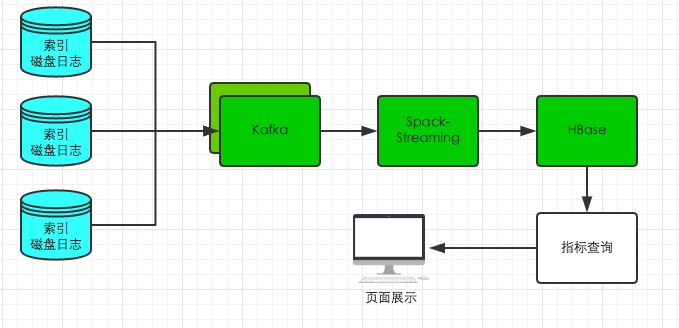 索引
磁盘日志
索引
磁盘日志
索引
磁盘日志
Kafka
Spack-
Streaming
HBase
指标查询
页面展示